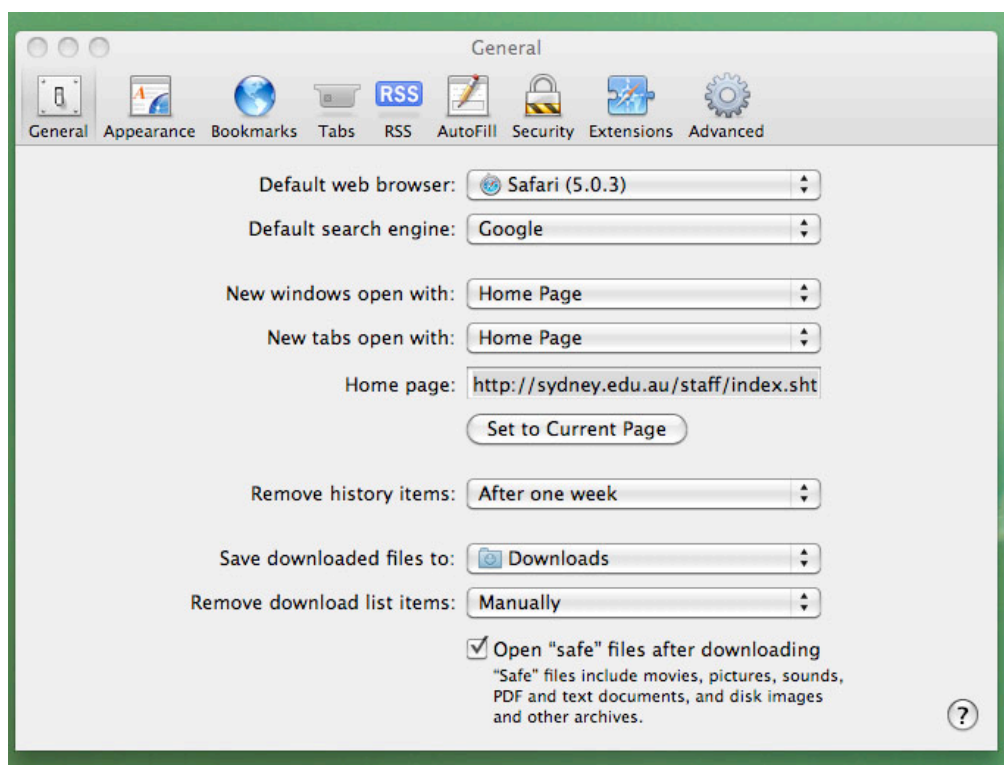 General
General Appearance Bookmarks Tabs RSS AutoFill Security Extensions Advanced
RSS
Default web browser: Safari (5.0.3)
Default search engine: Google
New windows open with: Home Page
New tabs open with: Home Page
Home page: http://sydney.edu.au/staff/index.sht
Set to Current Page
Remove history items: After one week
Save downloaded files to: Downloads
Remove download list items: Manually
Open “safe” files after downloading
“Safe” files include movies, pictures, sounds,
PDF and text documents, and disk images
and other archives.
?